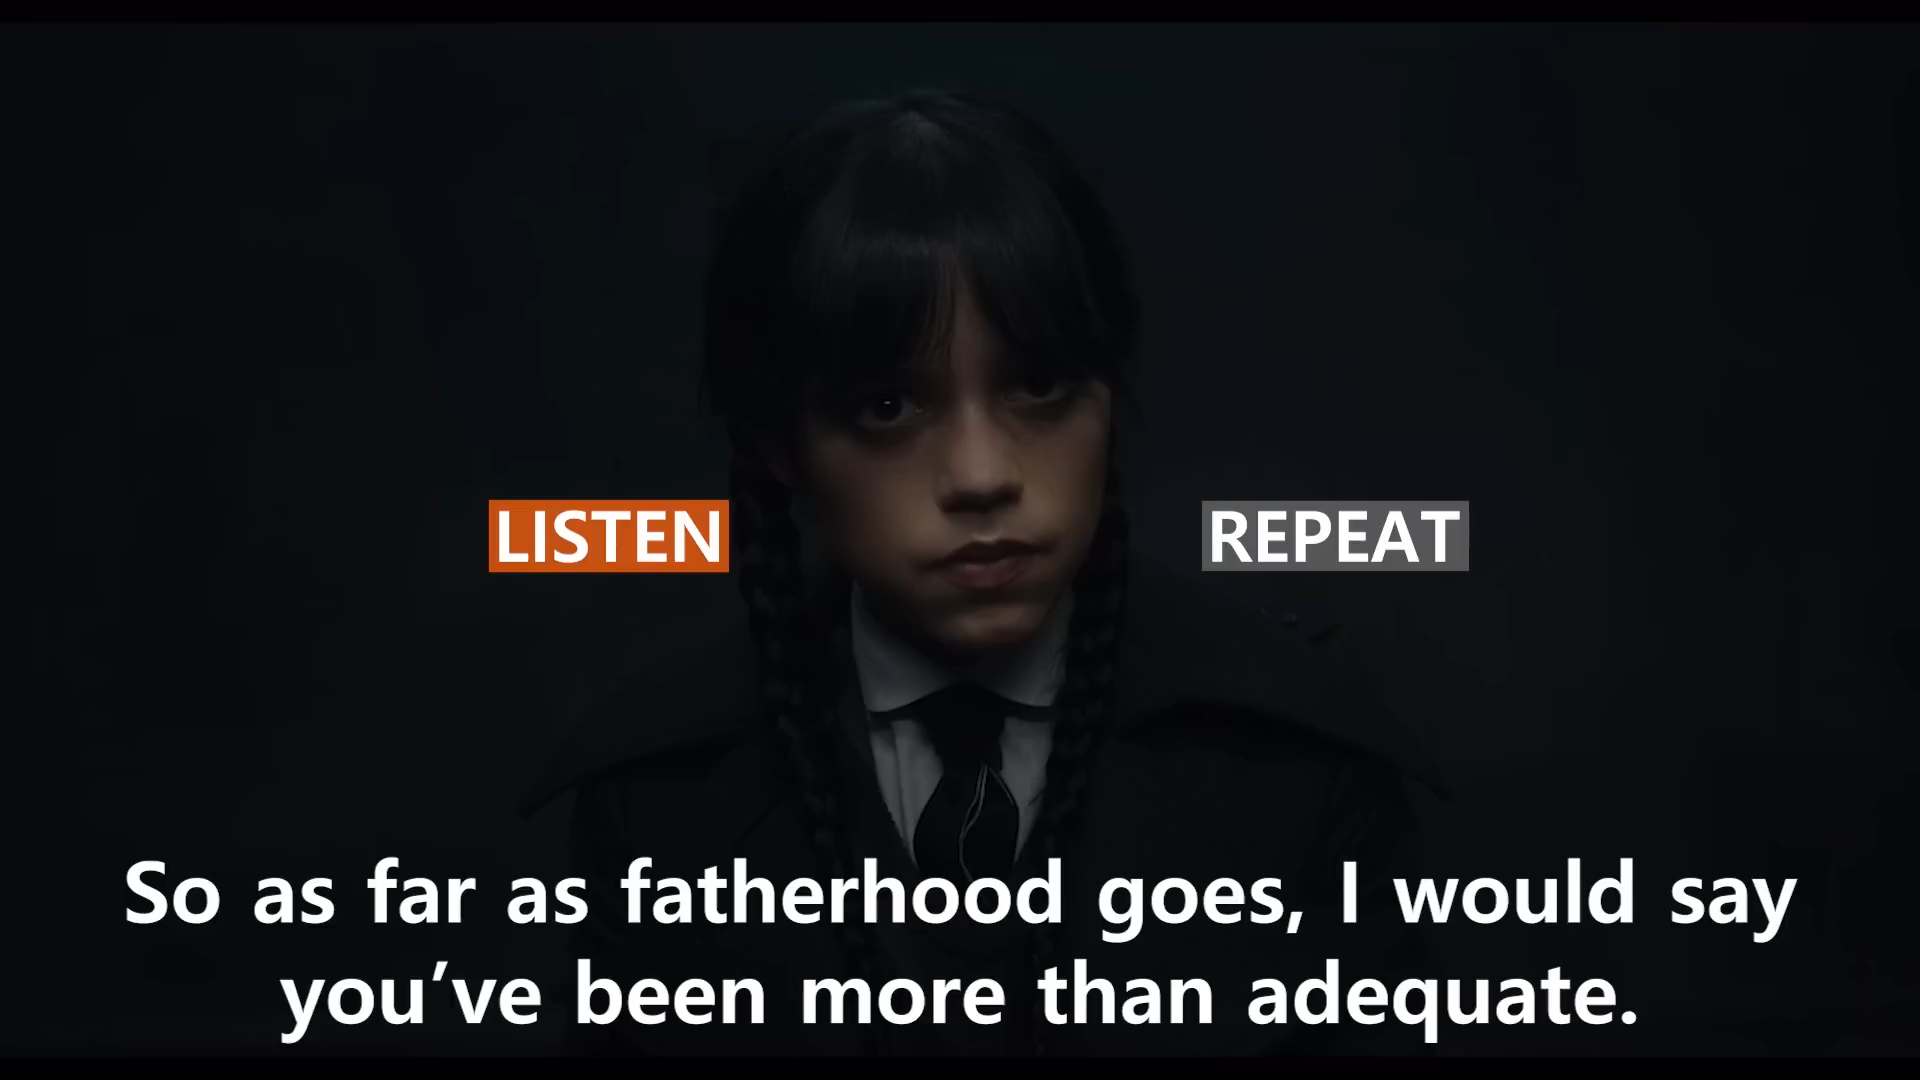 LISTEN
REPEAT
So as far as fatherhood goes, I would say
you’ve been more than adequate.